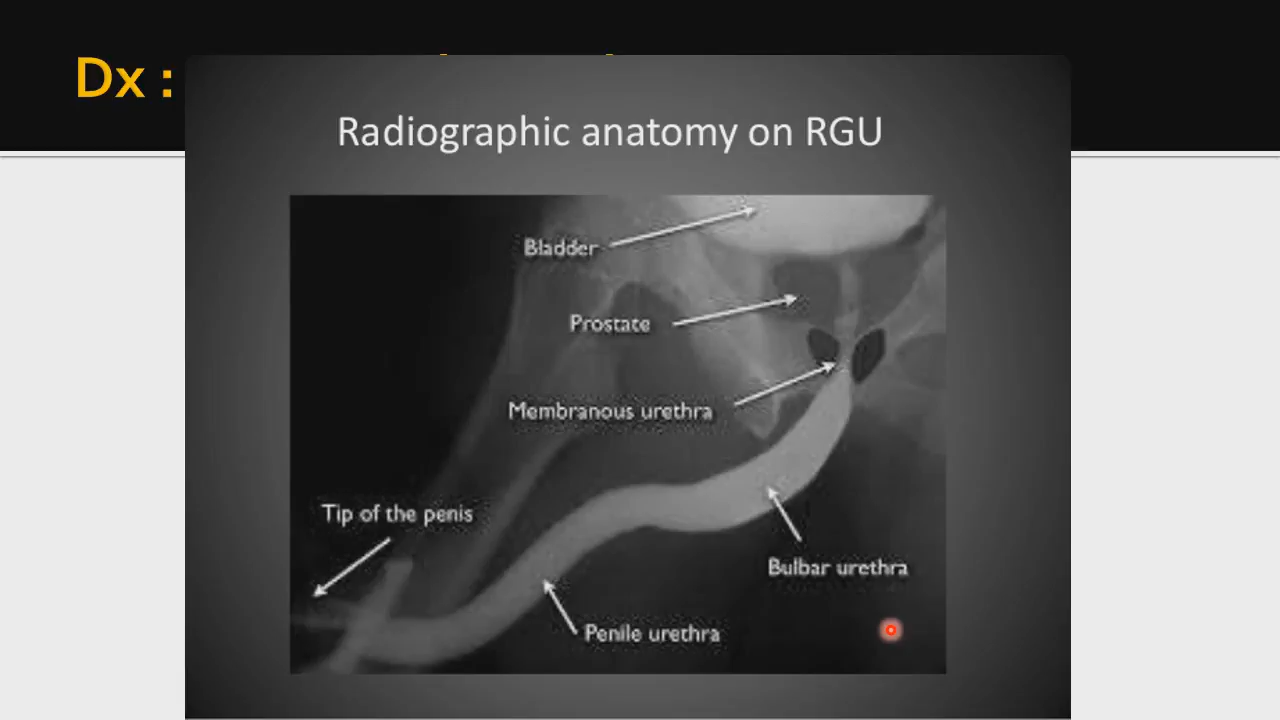 Dx :
Radiographic anatomy on RGU
Bladder
Prostate
Membranous urethra
Tip of the penis
Bulbar urethra
Penile urethra